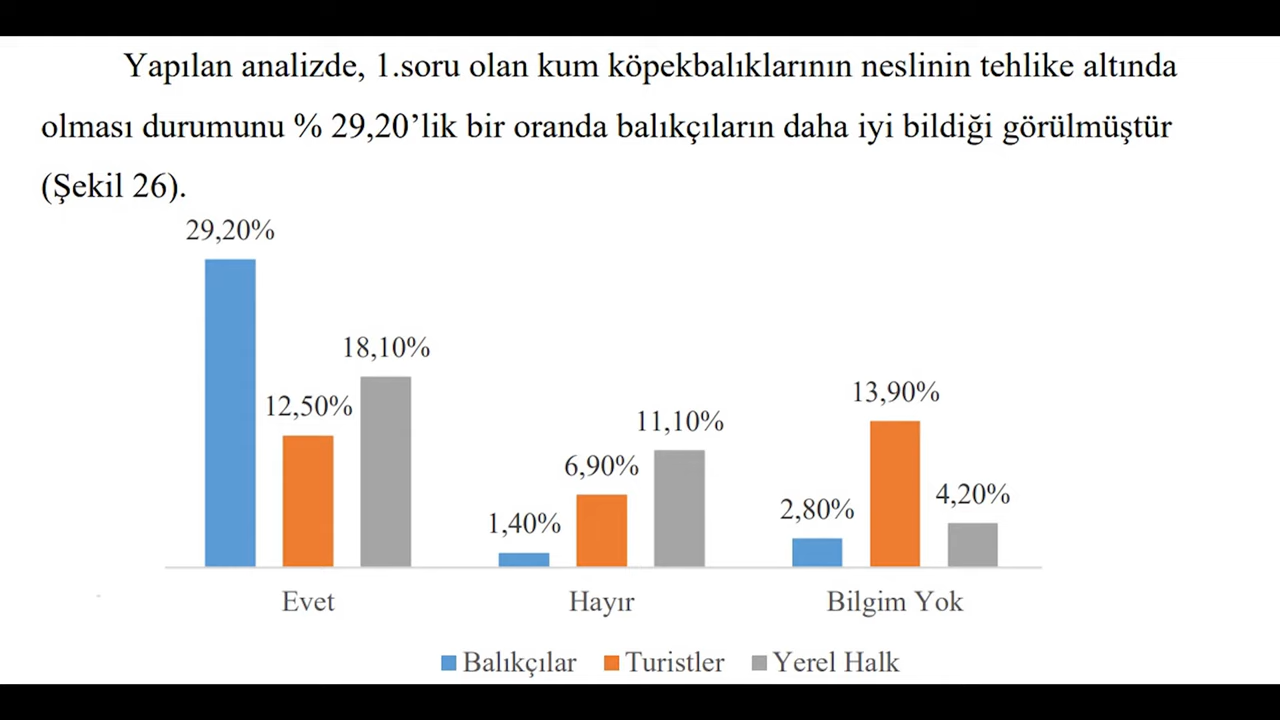 Yapılan analizde, 1.soru olan kum köpekbalıklarının neslinin tehlike altında
olması durumunu % 29,20’lik bir oranda balıkçıların daha iyi bildiği görülmüştür
(Şekil 26).
29,20%
18,10%
12,50%
13,90%
11,10%
6,90%
4,20%
2,80%
1,40%
Evet Hayır Bilgim Yok
Balıkçılar Turistler Yerel Halk